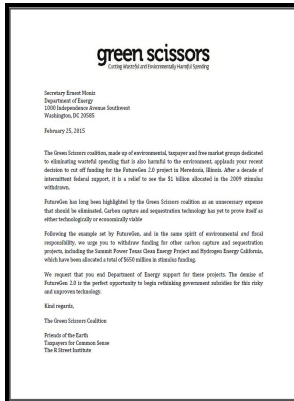 green scissors
Cutting Wasteful and Environmentally Harmful Spending
Secretary Ernest Moniz
Department of Energy
1000 Independence Avenue Southwest
Washington, DC 20585
February 25, 2015
The Green Scissors coalition, made up of environmental, taxpayer and free market groups dedicated
to eliminating wasteful spending that is also harmful to the environment, applauds your recent
decision to cut off funding for the FutureGen 2.0 project in Meredosia, Illinois. After a decade of
intermittent federal support, it is a relief to see the $1 billion allocated in the 2009 stimulus
withdrawn.
FutureGen has long been highlighted by the Green Scissors coalition as an unnecessary expense
that should be eliminated. Carbon capture and sequestration technology has yet to prove itself as
either technologically or economically viable
Following the example set by FutureGen, and in the same spirit of environmental and fiscal
responsibility, we urge you to withdraw funding for other carbon capture and sequestration
projects, including the Summit Power Texas Clean Energy Project and Hydrogen Energy California,
which have been allocated a total of $650 million in stimulus funding.
We request that you end Department of Energy support for these projects. The demise of
FutureGen 2.0 is the perfect opportunity to begin rethinking government subsidies for this risky
and unproven technology.
Kind regards,
The Green Scissors Coalition
Friends of the Earth
Taxpayers for Common Sense
The R Street Institute